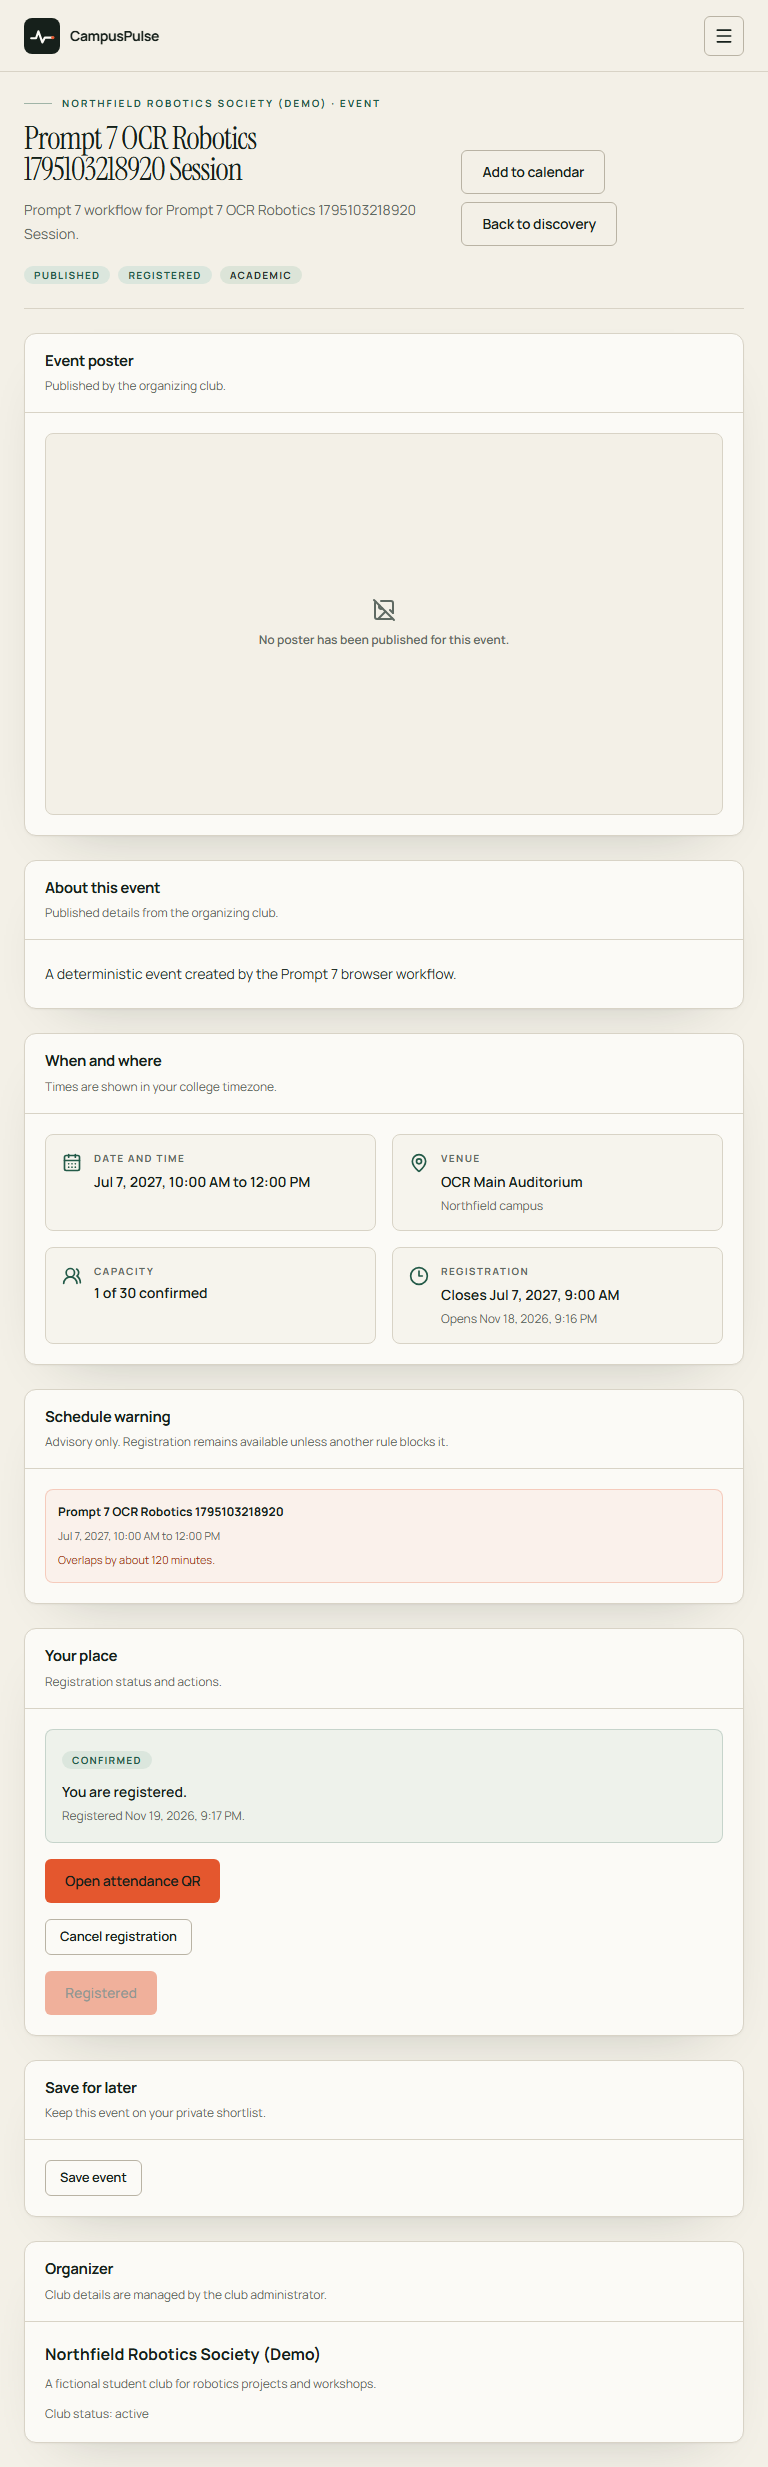 CampusPulse
NORTHFIELD ROBOTICS SOCIETY (DEMO) · EVENT
Prompt 7 OCR Robotics
1795103218920 Session
Prompt 7 workflow for Prompt 7 OCR Robotics 1795103218920
Session.
PUBLISHED
REGISTERED
ACADEMIC
Add to calendar
Back to discovery
Event poster
Published by the organizing club.
No poster has been published for this event.
About this event
Published details from the organizing club.
A deterministic event created by the Prompt 7 browser workflow.
When and where
Times are shown in your college timezone.
DATE AND TIME
Jul 7, 2027, 10:00 AM to 12:00 PM
VENUE
OCR Main Auditorium
Northfield campus
CAPACITY
1 of 30 confirmed
REGISTRATION
Closes Jul 7, 2027, 9:00 AM
Opens Nov 18, 2026, 9:16 PM
Schedule warning
Advisory only. Registration remains available unless another rule blocks it.
Prompt 7 OCR Robotics 1795103218920
Jul 7, 2027, 10:00 AM to 12:00 PM
Overlaps by about 120 minutes.
Your place
Registration status and actions.
CONFIRMED
You are registered.
Registered Nov 19, 2026, 9:17 PM.
Open attendance QR
Cancel registration
Registered
Save for later
Keep this event on your private shortlist.
Save event
Organizer
Club details are managed by the club administrator.
Northfield Robotics Society (Demo)
A fictional student club for robotics projects and workshops.
Club status: active